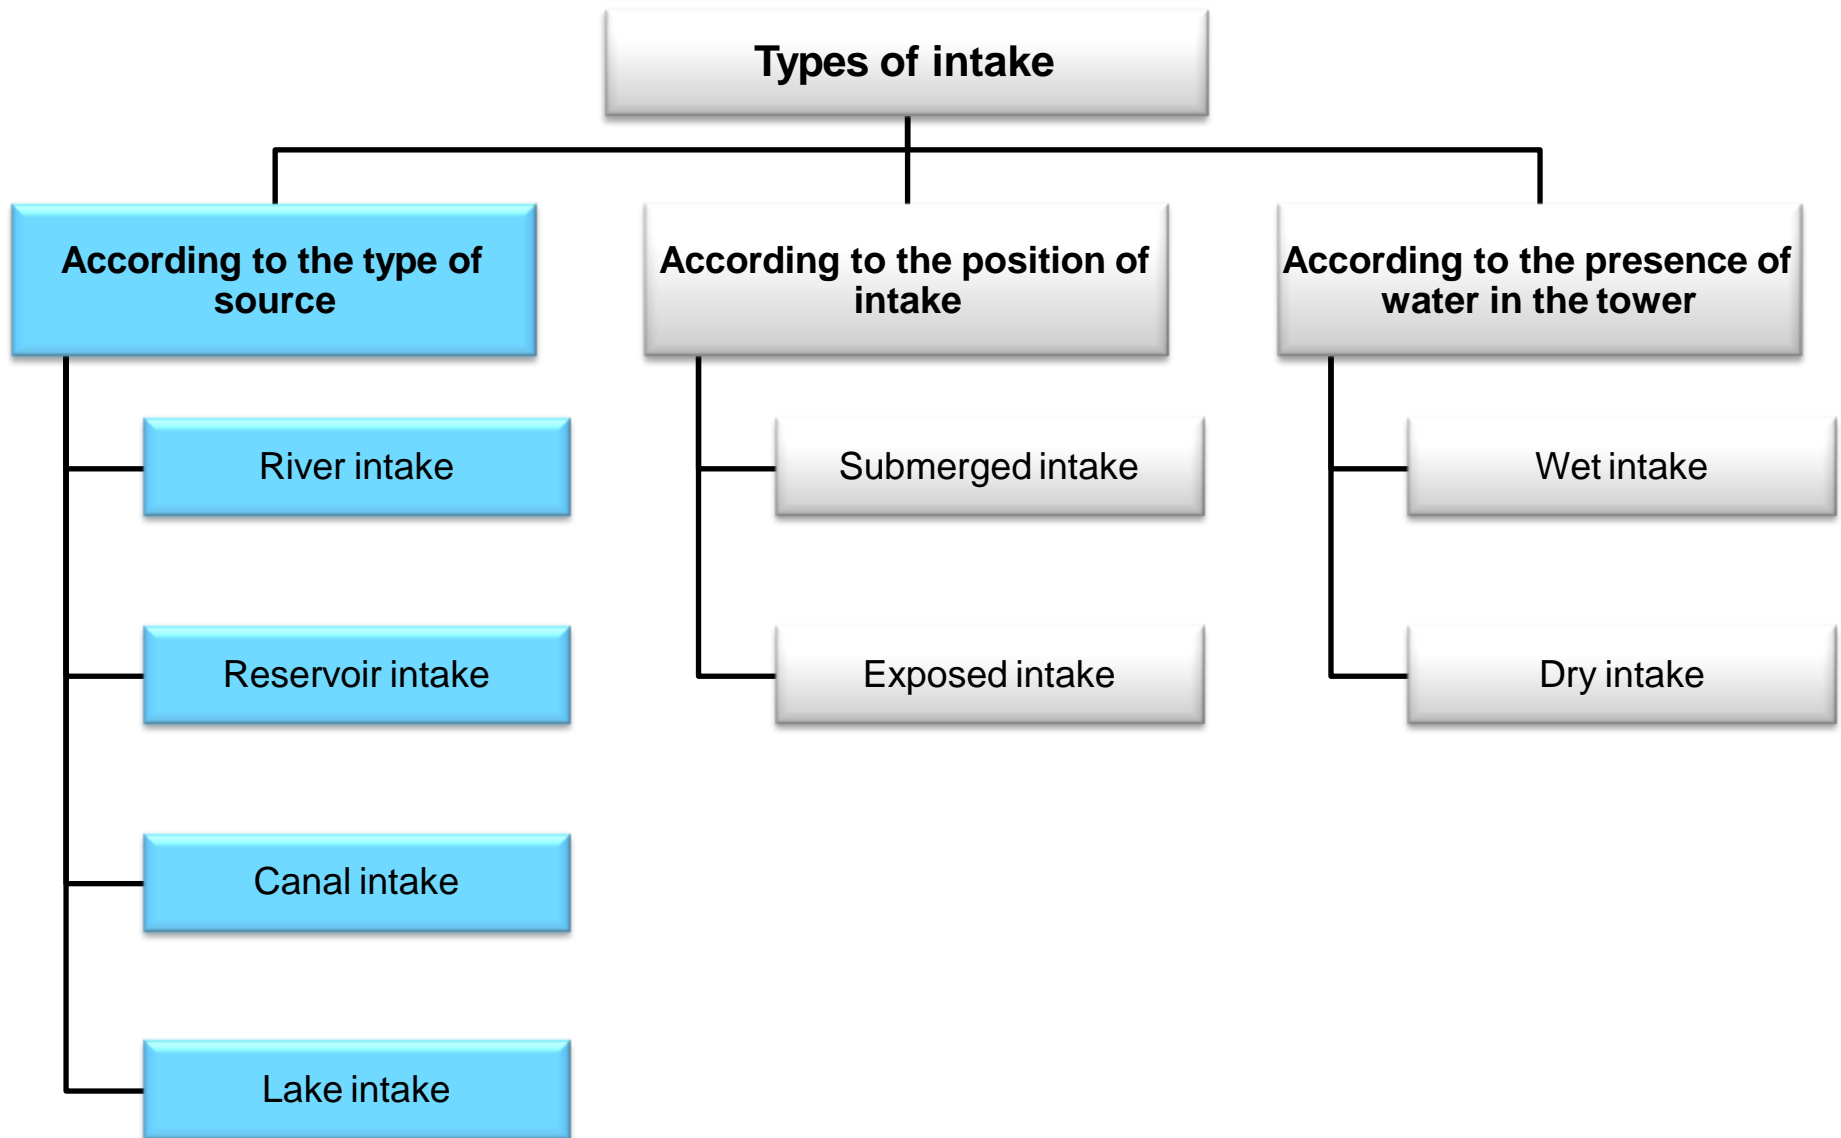 Types of intake
According to the type of
source
River intake
Reservoir intake
Canal intake
Lake intake
According to the position of
intake
Submerged intake
Exposed intake
According to the presence of
water in the tower
Wet intake
Dry intake